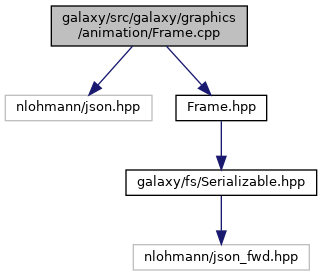 galaxy/src/galaxy/graphics
/animation/Frame.cpp
nlohmann/json.hpp
Frame.hpp
galaxy/fs/Serializable.hpp
nlohmann/json_fwd.hpp